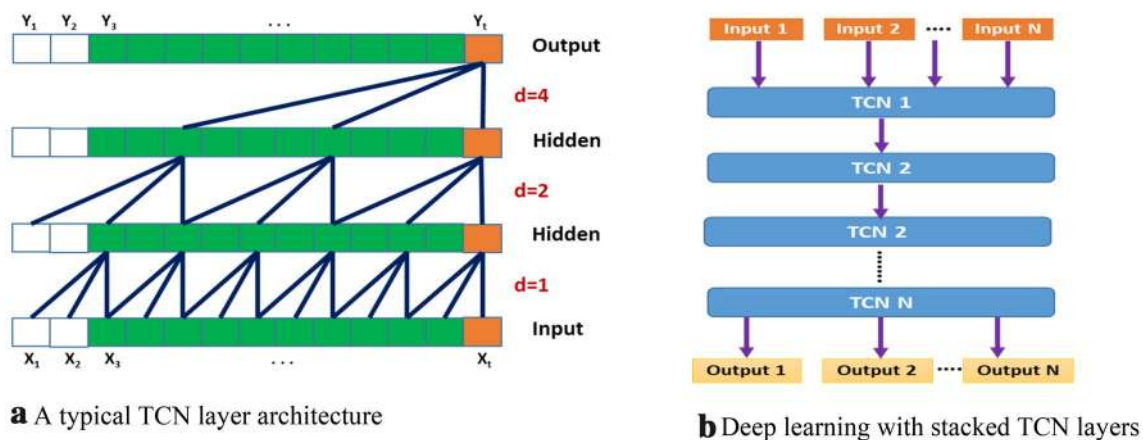 Y1 Y2 Y3 ... Yt
Output
d=4
Hidden
d=2
Hidden
d=1
Input
X1 X2 X3 ... Xt
a A typical TCN layer architecture
Input 1 Input 2 .... Input N
TCN 1
TCN 2
TCN 2
TCN N
Output 1 Output 2 .... Output N
b Deep learning with stacked TCN layers